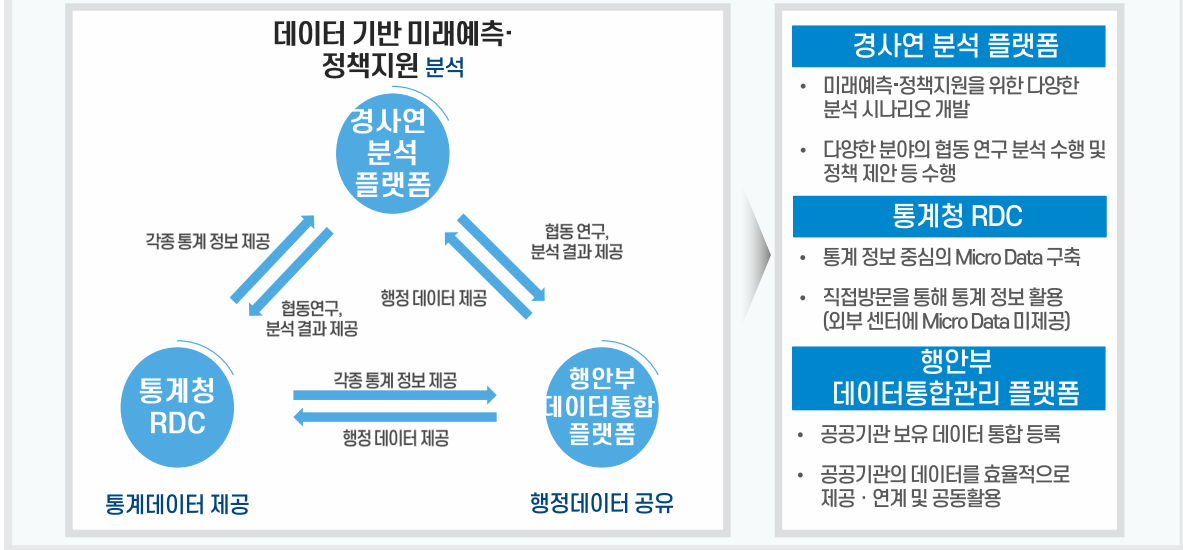 데이터 기반 미래예측·
정책지원 분석
경사연
분석
플랫폼
각종 통계 정보 제공
협동연구,
분석 결과 제공
협동 연구,
분석 결과 제공
행정 데이터 제공
통계청
RDC
각종 통계 정보 제공
행정 데이터 제공
행안부
데이터통합
플랫폼
통계데이터 제공
행정데이터 공유
경사연 분석 플랫폼
• 미래예측·정책지원을 위한 다양한
분석 시나리오 개발
• 다양한 분야의 협동 연구 분석 수행 및
정책 제안 등 수행
통계청 RDC
• 통계 정보 중심의 Micro Data 구축
• 직접방문을 통해 통계 정보 활용
(외부 센터에 Micro Data 미제공)
행안부
데이터통합관리 플랫폼
• 공공기관 보유 데이터 통합 등록
• 공공기관의 데이터를 효율적으로
제공 · 연계 및 공동활용